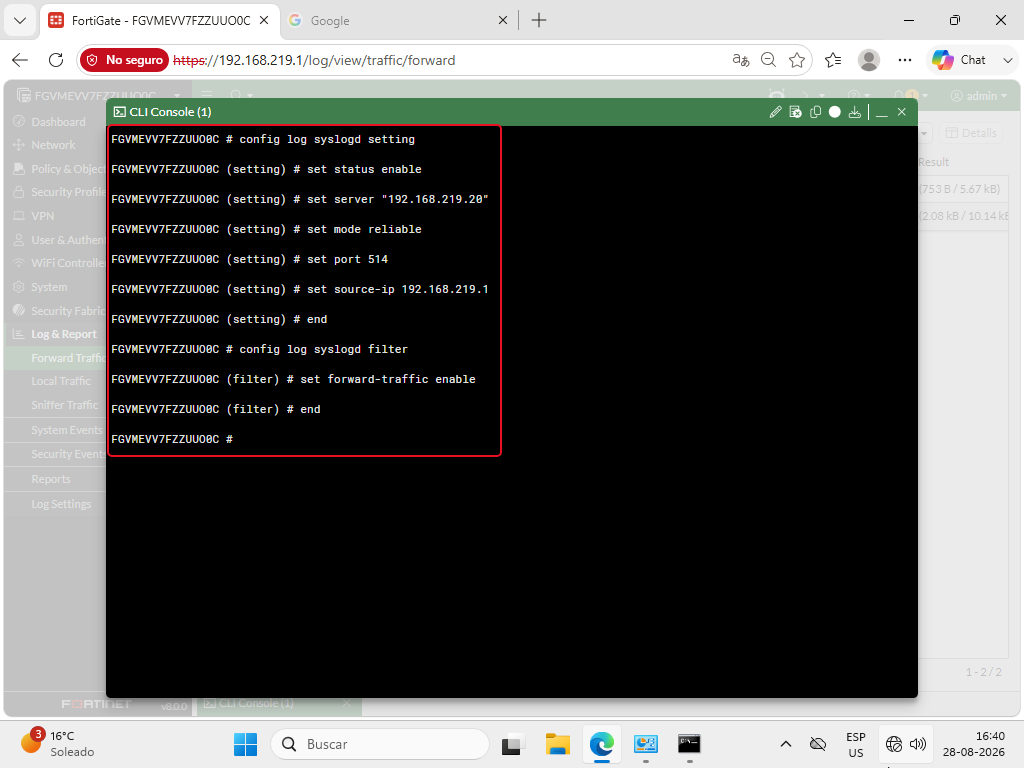 FortiGate - FGVMEVV7FZZUUO0C
Google
No seguro
https://192.168.219.1/log/view/traffic/forward
Chat
FGVMEVV7FZZUUO0C
1
admin
CLI Console (1)
Dashboard
Network
Policy & Object
Security Profile
VPN
User & Authen
WiFi Controlle
System
Security Fabric
Log & Report
Forward Traffic
Local Traffic
Sniffer Traffic
System Events
Security Events
Reports
Log Settings
Details
Result
(753 B / 5.67 kB)
(2.08 kB / 10.14 kB
FGVMEVV7FZZUUO0C # config log syslogd setting
FGVMEVV7FZZUUO0C (setting) # set status enable
FGVMEVV7FZZUUO0C (setting) # set server "192.168.219.20"
FGVMEVV7FZZUUO0C (setting) # set mode reliable
FGVMEVV7FZZUUO0C (setting) # set port 514
FGVMEVV7FZZUUO0C (setting) # set source-ip 192.168.219.1
FGVMEVV7FZZUUO0C (setting) # end
FGVMEVV7FZZUUO0C # config log syslogd filter
FGVMEVV7FZZUUO0C (filter) # set forward-traffic enable
FGVMEVV7FZZUUO0C (filter) # end
FGVMEVV7FZZUUO0C #
1 - 2 / 2
FORTINET
v8.0.0
CLI Console (1)
3
16°C
Soleado
Buscar
ESP
US
16:40
28-08-2026